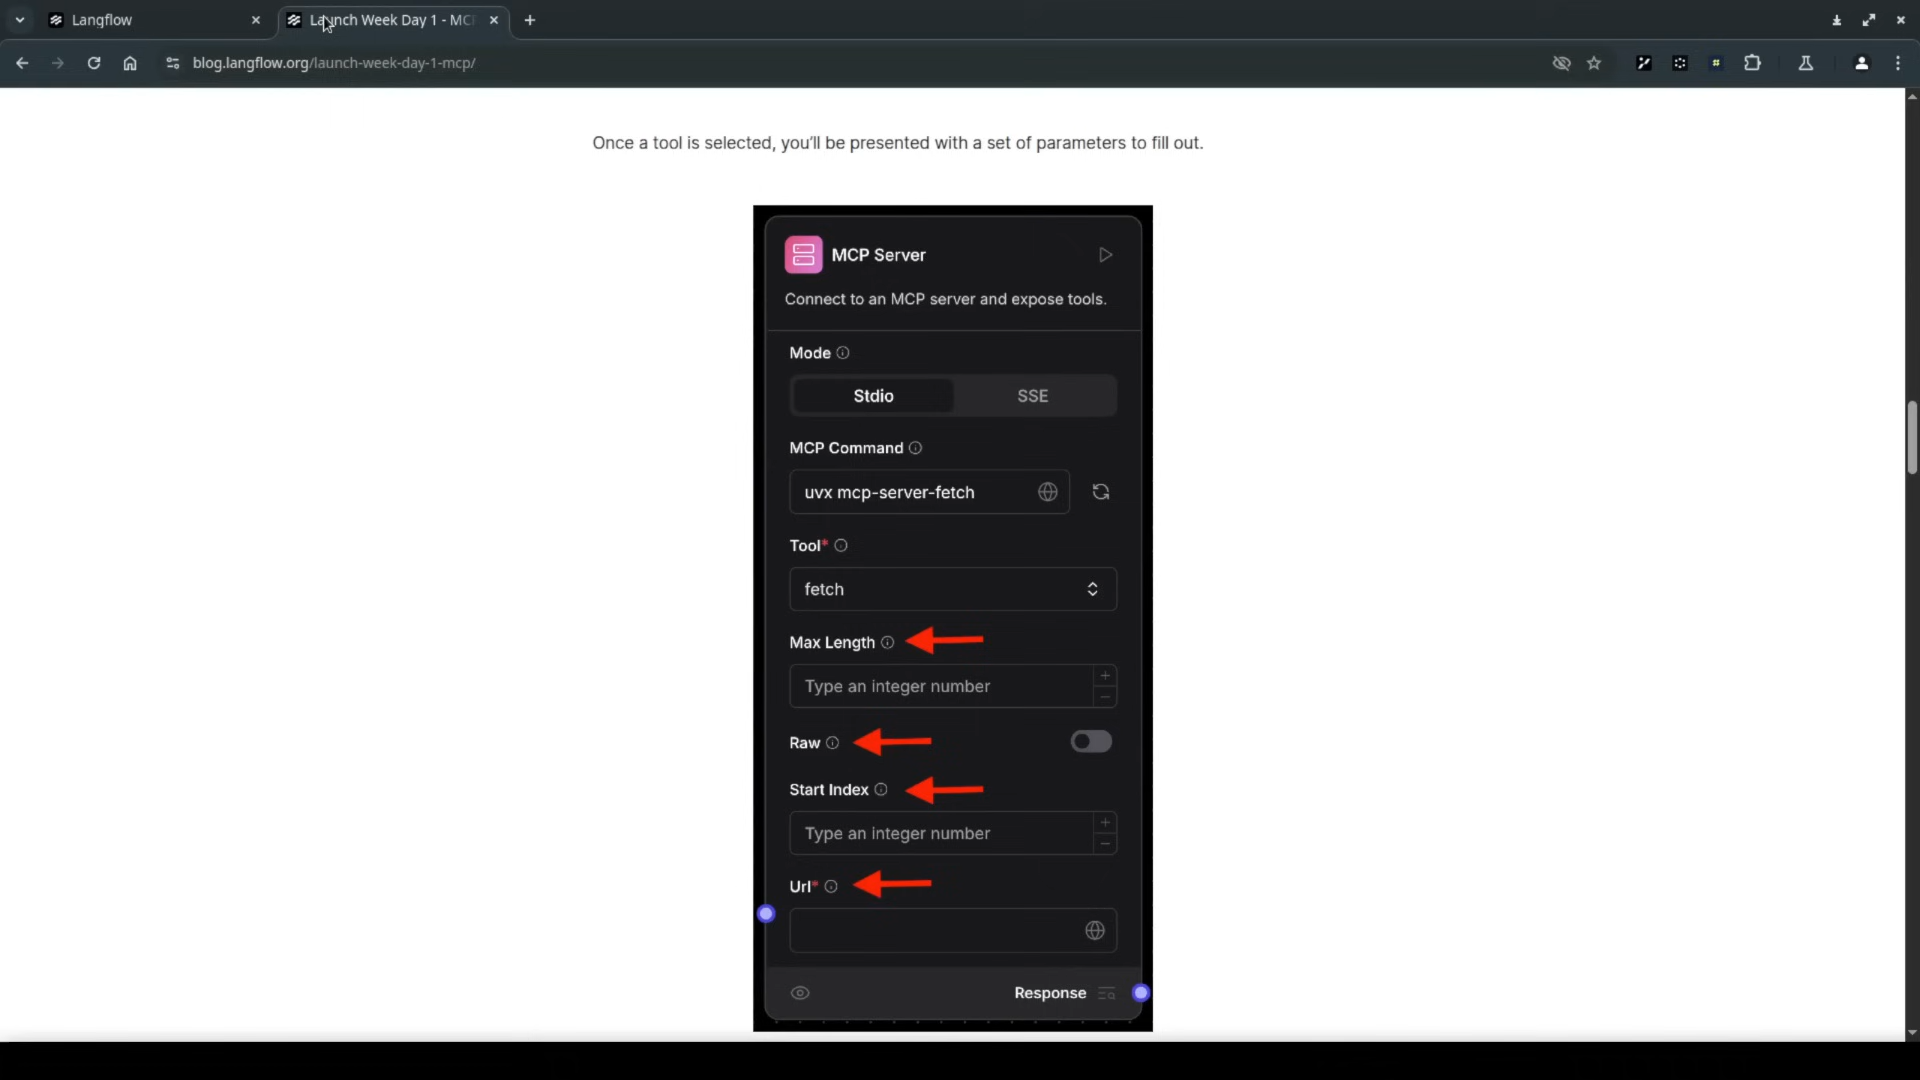 Langflow
Launch Week Day 1 - MC
blog.langflow.org/launch-week-day-1-mcp/
Once a tool is selected, you'll be presented with a set of parameters to fill out.
MCP Server
Connect to an MCP server and expose tools.
Mode
Stdio
SSE
MCP Command
uvx mcp-server-fetch
Tool*
fetch
Max Length
Type an integer number
Raw
Start Index
Type an integer number
Url*
Response